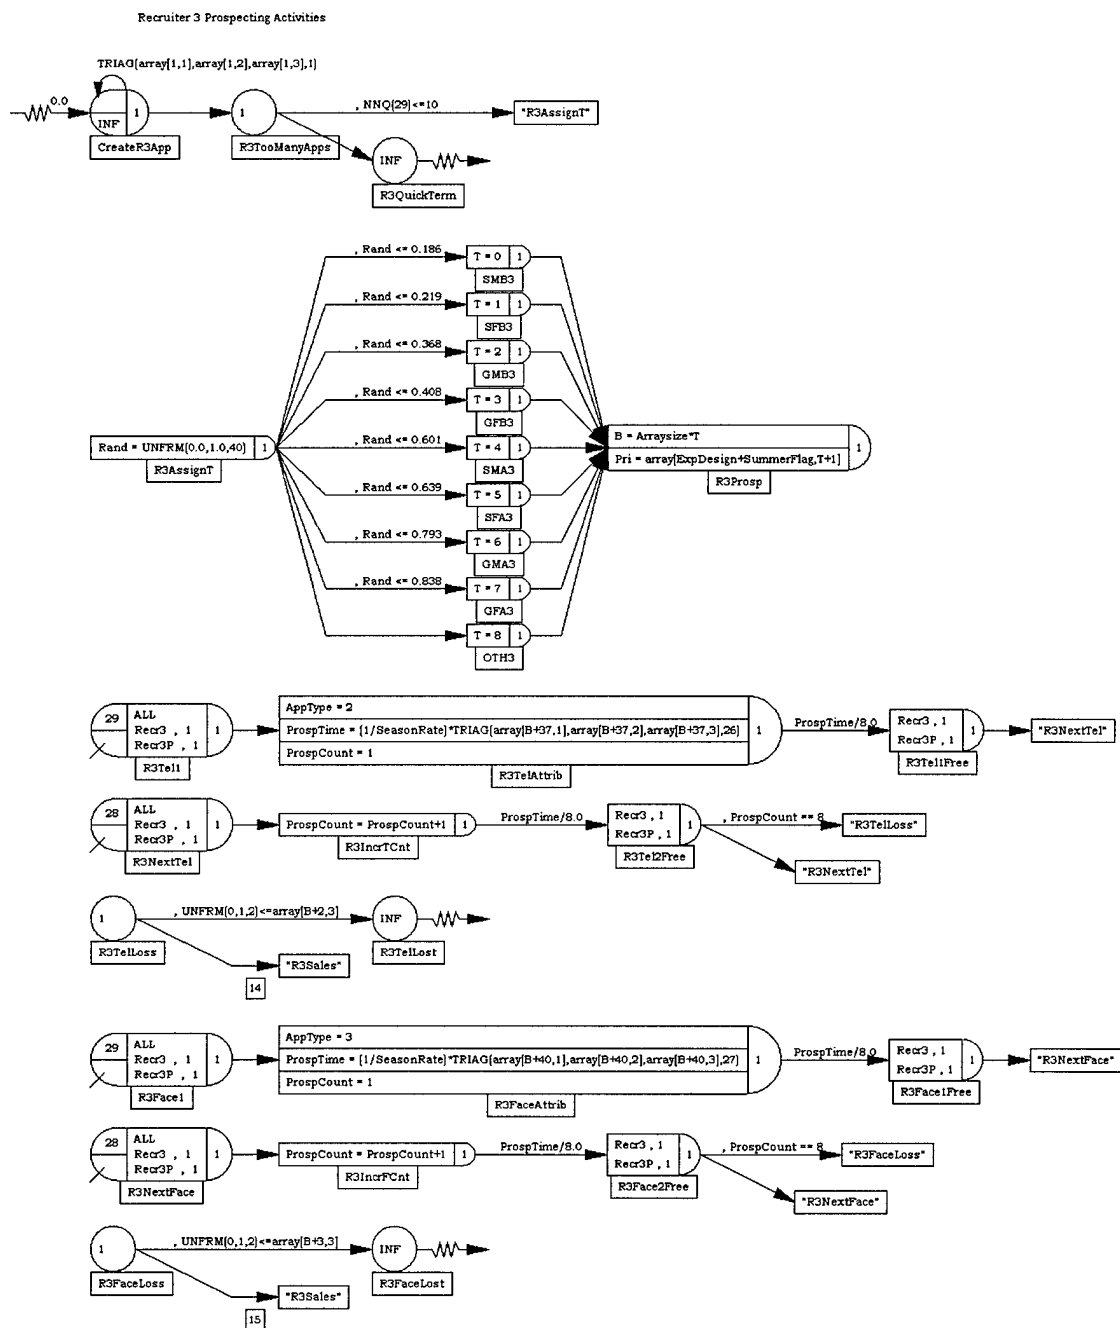 Recruiter 3 Prospecting Activities
TRIAG(array[1,1],array[1,2],array[1,3],1)
0.0
INF
1
CreateR3App
1
R3TooManyApps
, NNQ(29)<=10
"R3AssignT"
INF
R3QuickTerm
, Rand <= 0.186
T = 0
1
SMB3
, Rand <= 0.219
T = 1
1
SFB3
, Rand <= 0.368
T = 2
1
GMB3
, Rand <= 0.408
T = 3
1
GFB3
Rand = UNFRM(0.0,1.0,40)
1
R3AssignT
, Rand <= 0.601
T = 4
1
SMA3
B = Arraysize*T
Pri = array[ExpDesign+SummerFlag,T+1]
1
R3Prosp
, Rand <= 0.639
T = 5
1
SFA3
, Rand <= 0.793
T = 6
1
GMA3
, Rand <= 0.838
T = 7
1
GFA3
T = 8
1
OTH3
29
ALL
Recr3 , 1
Recr3P , 1
1
R3Tel1
AppType = 2
ProspTime = (1/SeasonRate)*TRIAG(array[B+37,1],array[B+37,2],array[B+37,3],26)
ProspCount = 1
1
R3TelAttrib
ProspTime/8.0
Recr3 , 1
Recr3P , 1
1
R3Tel1Free
"R3NextTel"
28
ALL
Recr3 , 1
Recr3P , 1
1
R3NextTel
ProspCount = ProspCount+1
1
R3IncrTCnt
ProspTime/8.0
Recr3 , 1
Recr3P , 1
1
R3Tel2Free
, ProspCount == 8
"R3TelLoss"
"R3NextTel"
1
R3TelLoss
, UNFRM(0,1,2)<=array[B+2,3]
INF
R3TelLost
"R3Sales"
14
29
ALL
Recr3 , 1
Recr3P , 1
1
R3Face1
AppType = 3
ProspTime = (1/SeasonRate)*TRIAG(array[B+40,1],array[B+40,2],array[B+40,3],27)
ProspCount = 1
1
R3FaceAttrib
ProspTime/8.0
Recr3 , 1
Recr3P , 1
1
R3Face1Free
"R3NextFace"
28
ALL
Recr3 , 1
Recr3P , 1
1
R3NextFace
ProspCount = ProspCount+1
1
R3IncrFCnt
ProspTime/8.0
Recr3 , 1
Recr3P , 1
1
R3Face2Free
, ProspCount == 8
"R3FaceLoss"
"R3NextFace"
1
R3FaceLoss
, UNFRM(0,1,2)<=array[B+3,3]
INF
R3FaceLost
"R3Sales"
15